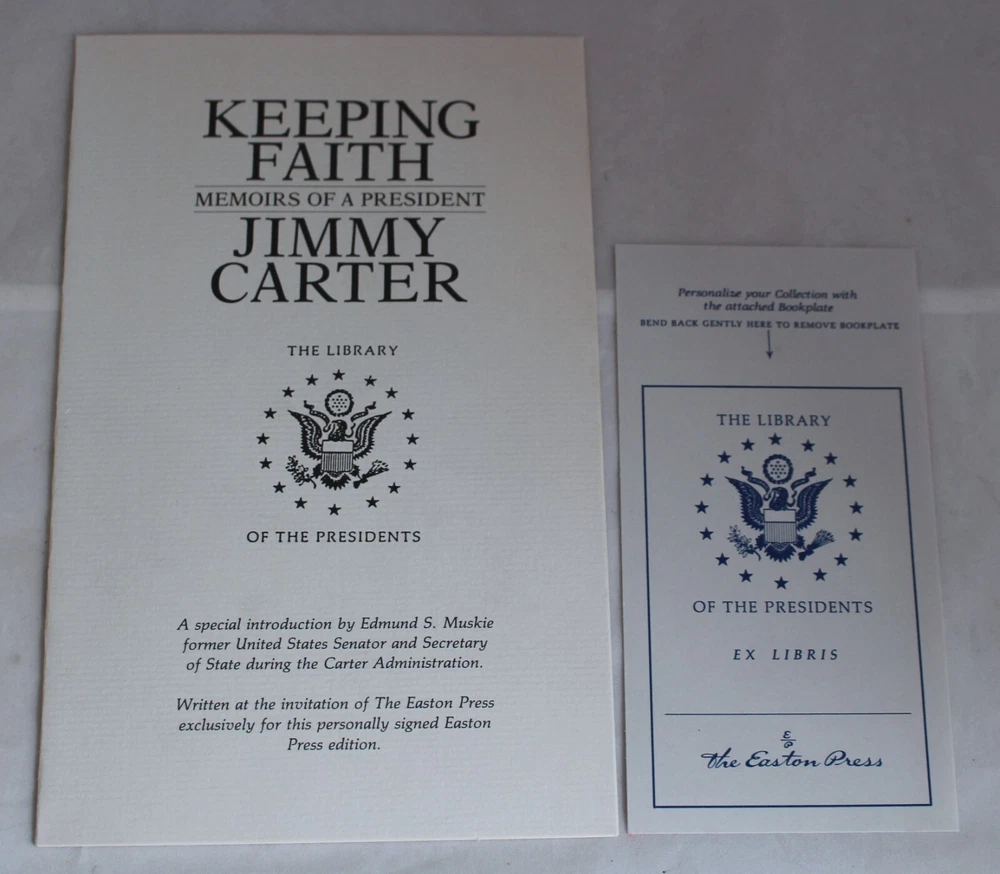 KEEPING
FAITH
MEMOIRS OF A PRESIDENT
JIMMY
CARTER
THE LIBRARY
OF THE PRESIDENTS
A special introduction by Edmund S. Muskie
former United States Senator and Secretary
of State during the Carter Administration.
Written at the invitation of The Easton Press
exclusively for this personally signed Easton
Press edition.
Personalize your Collection with
the attached Bookplate
BEND BACK GENTLY HERE TO REMOVE BOOKPLATE
THE LIBRARY
OF THE PRESIDENTS
EX LIBRIS
E
P
The Easton Press